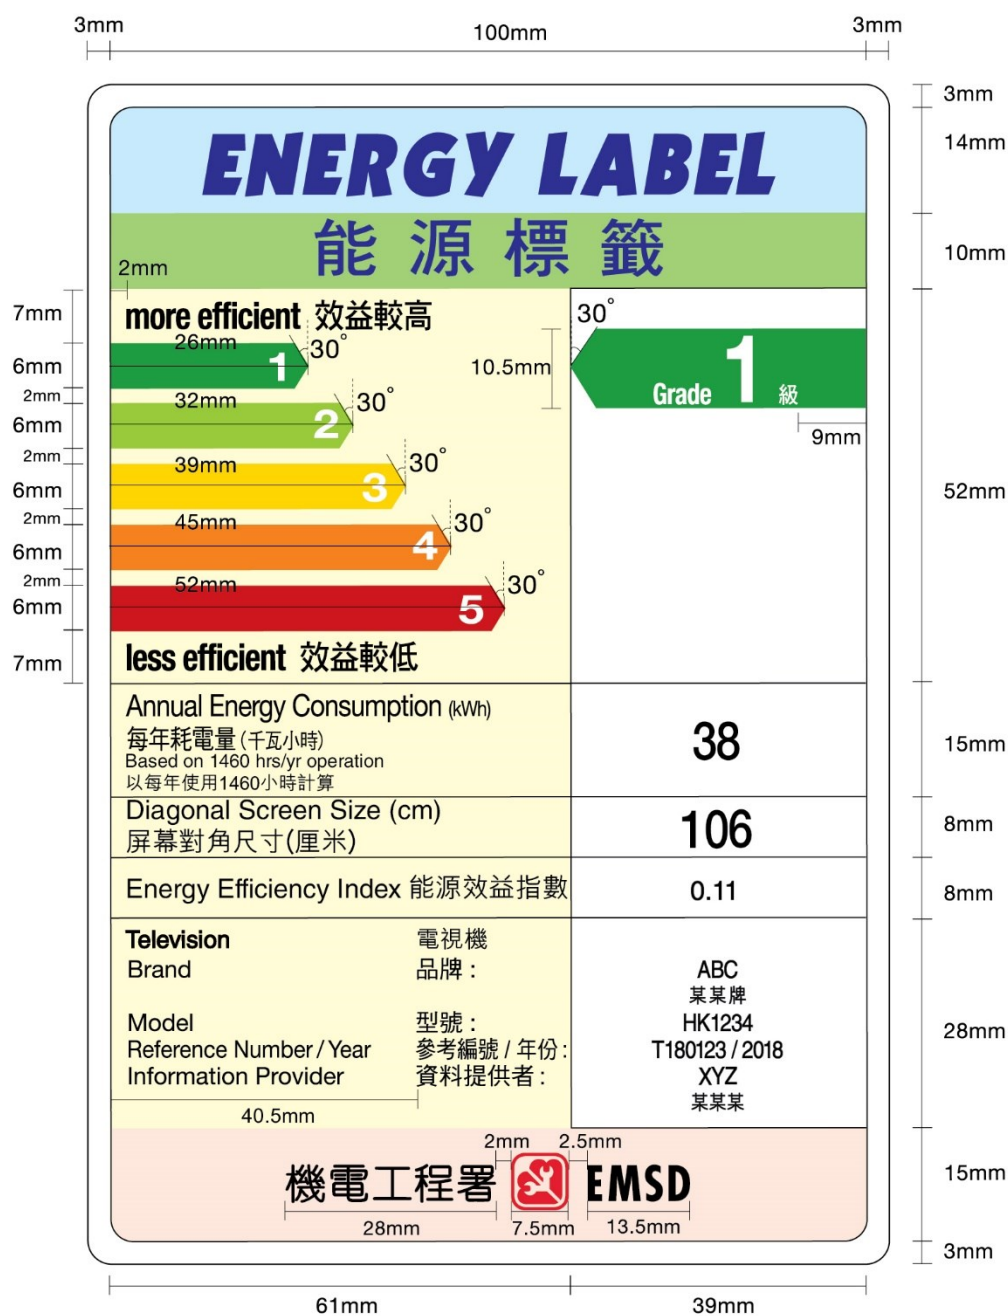 3mm 100mm 3mm
3mm
ENERGY LABEL
14mm
能源標籤
10mm
2mm
7mm
more efficient 效益較高
30°
6mm
26mm
1
30°
10.5mm
Grade 1 級
2mm
6mm
32mm
2
30°
9mm
2mm
6mm
39mm
3
30°
52mm
2mm
6mm
45mm
4
30°
2mm
6mm
52mm
5
30°
7mm
less efficient 效益較低
Annual Energy Consumption (kWh)
每年耗電量(千瓦小時)
38
15mm
Based on 1460 hrs/yr operation
以每年使用1460小時計算
Diagonal Screen Size (cm)
屏幕對角尺寸(厘米)
106
8mm
Energy Efficiency Index 能源效益指數 0.11
8mm
Television 電視機
Brand 品牌 : ABC
某某牌
Model 型號 : HK1234
28mm
Reference Number / Year 參考編號 / 年份 : T180123 / 2018
Information Provider 資料提供者 : XYZ
某某某
40.5mm
2mm 2.5mm
機電工程署 EMSD
15mm
28mm 7.5mm 13.5mm
3mm
61mm 39mm